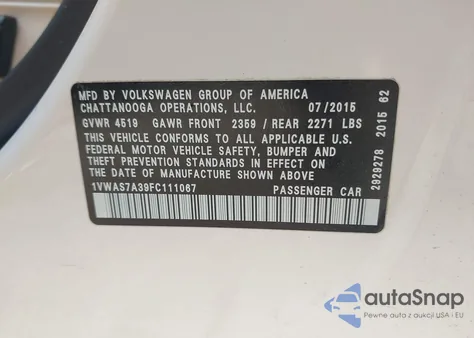 MFD BY VOLKSWAGEN GROUP OF AMERICA
CHATTANOOGA OPERATIONS, LLC. 07/2015
GVWR 4519 GAWR FRONT 2359 / REAR 2271 LBS
THIS VEHICLE CONFORMS TO ALL APPLICABLE U.S.
FEDERAL MOTOR VEHICLE SAFETY, BUMPER AND
THEFT PREVENTION STANDARDS IN EFFECT ON
THE DATE OF MANUFACTURE SHOWN ABOVE
1VWAS7A39FC111067 PASSENGER CAR
2929278 2015 62
autaSnap
Pewne auto z aukcji USA i EU